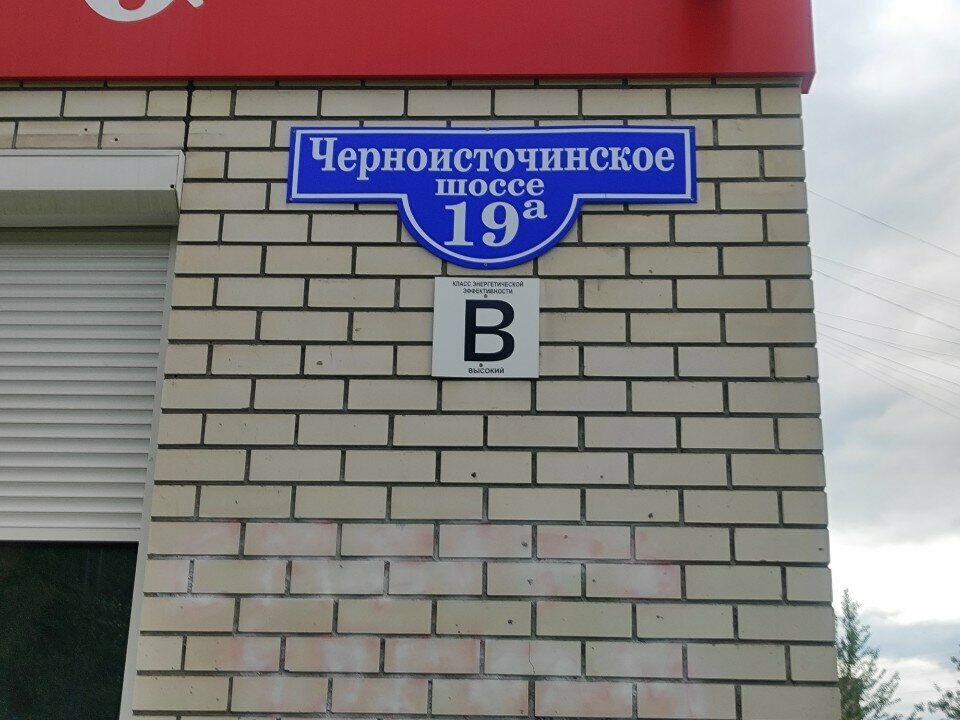 Черноисточинское
шоссе
19а
КЛАСС ЭНЕРГЕТИЧЕСКОЙ
ЭФФЕКТИВНОСТИ
В
ВЫСОКИЙ